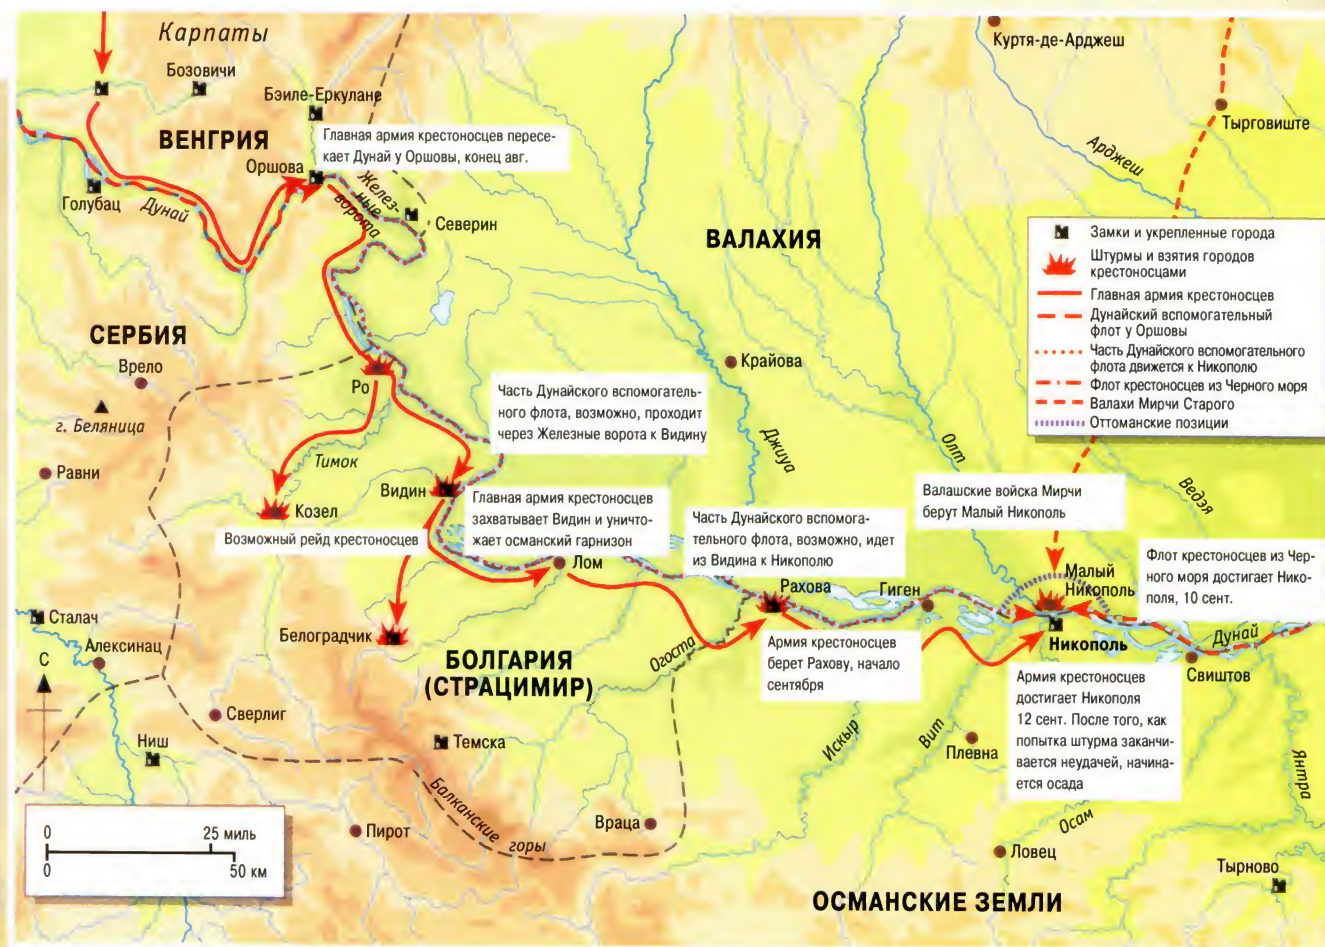 Карпаты
Куртя-де-Арджеш
Бозовичи
Бэиле-Еркулане
Тырговиште
ВЕНГРИЯ
Главная армия крестоносцев пересе-
кает Дунай у Оршовы, конец авг.
Оршова
Арджеш
Голубац
Дунай
Желез-
ные
ворота
Северин
ВАЛАХИЯ
Замки и укрепленные города
Штурмы и взятия городов
крестоносцами
Главная армия крестоносцев
Дунайский вспомогательный
флот у Оршовы
Часть Дунайского вспомогательного
флота движется к Никополю
Флот крестоносцев из Черного моря
Валахи Мирчи Старого
Оттоманские позиции
СЕРБИЯ
Врело
Ро
Крайова
г. Беляница
Часть Дунайского вспомогатель-
ного флота, возможно, проходит
через Железные ворота к Видину
Джиуа
Олт
Ведэя
Равни
Тимок
Видин
Козел
Возможный рейд крестоносцев
Главная армия крестоносцев
захватывает Видин и уничто-
жает османский гарнизон
Часть Дунайского вспомога-
тельного флота, возможно, идет
из Видина к Никополю
Валашские войска Мирчи
берут Малый Никополь
Флот крестоносцев из Чер-
ного моря достигает Нико-
поля, 10 сент.
Лом
Рахова
Гиген
Малый
Никополь
Сталач
Белоградчик
Никополь
Дунай
Алексинац
С
БОЛГАРИЯ
(СТРАЦИМИР)
Огоста
Армия крестоносцев
берет Рахову, начало
сентября
Свиштов
Армия крестоносцев
достигает Никополя
12 сент. После того, как
попытка штурма заканчи-
вается неудачей, начина-
ется осада
Сверлиг
Ниш
Темска
Искыр
Вит
Плевна
Янтра
Балканские
горы
0
25 миль
0
50 км
Пирот
Враца
Осам
Ловец
Тырново
ОСМАНСКИЕ ЗЕМЛИ